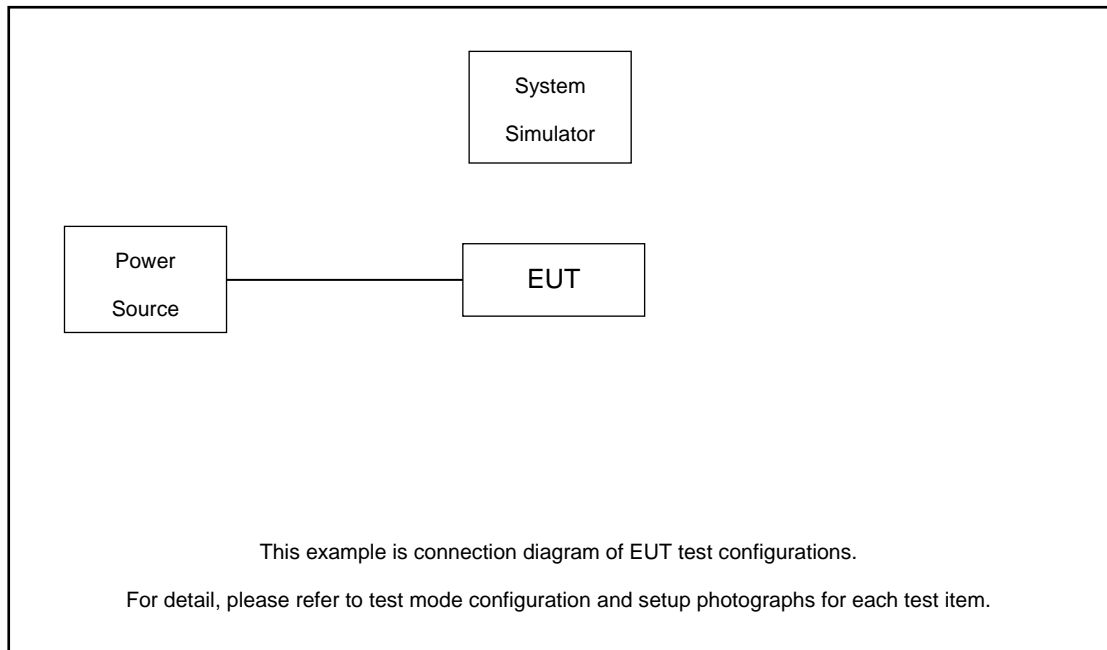 System
Simulator
Power
Source
EUT
This example is connection diagram of EUT test configurations.
For detail, please refer to test mode configuration and setup photographs for each test item.